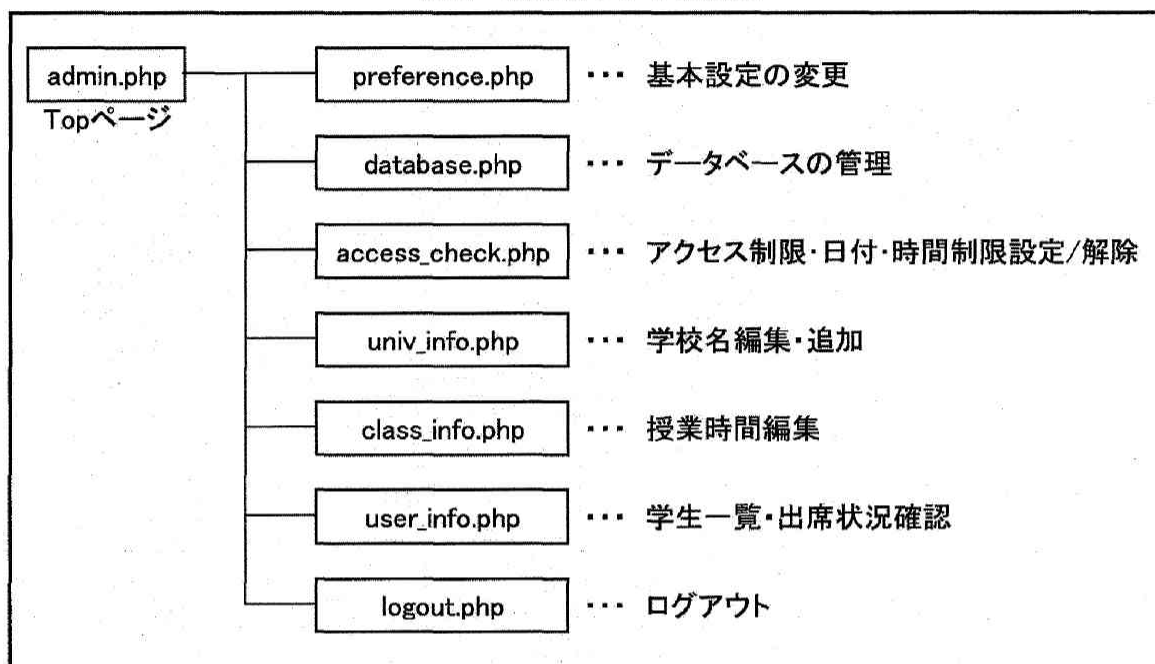 admin.php
Topページ
preference.php ・・・ 基本設定の変更
database.php ・・・ データベースの管理
access_check.php ・・・ アクセス制限・日付・時間制限設定/解除
univ_info.php ・・・ 学校名編集・追加
class_info.php ・・・ 授業時間編集
user_info.php ・・・ 学生一覧・出席状況確認
logout.php ・・・ ログアウト